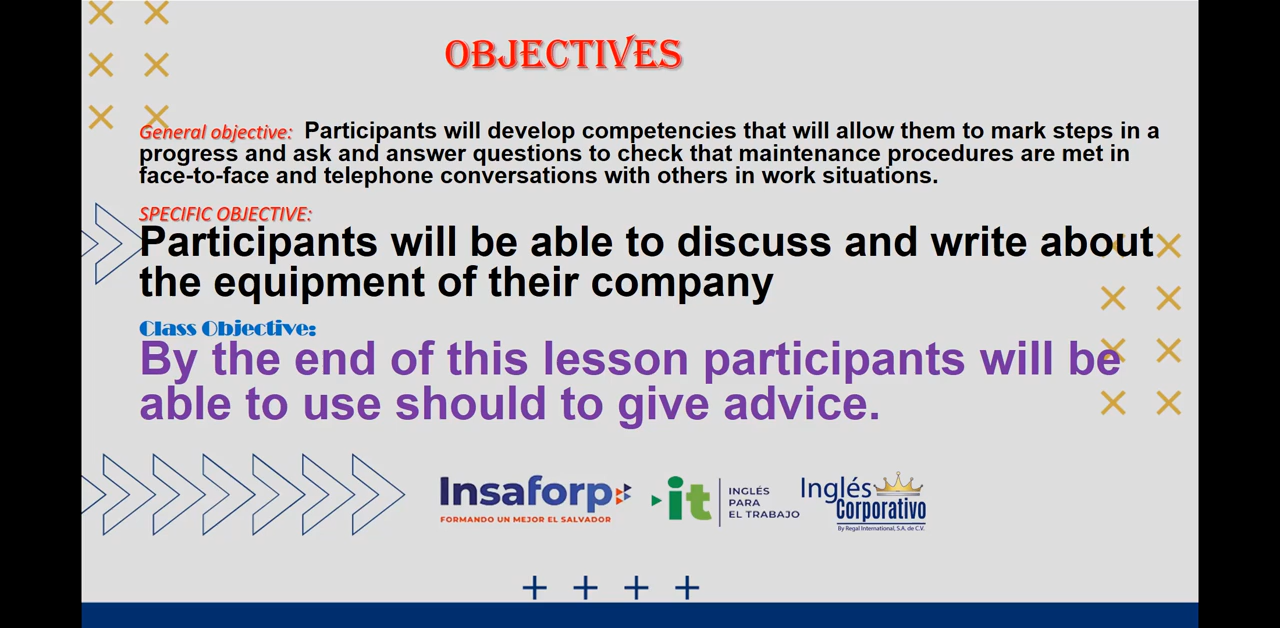 OBJECTIVES
General objective: Participants will develop competencies that will allow them to mark steps in a
progress and ask and answer questions to check that maintenance procedures are met in
face-to-face and telephone conversations with others in work situations.
SPECIFIC OBJECTIVE:
Participants will be able to discuss and write about
the equipment of their company
Class Objective:
By the end of this lesson participants will be
able to use should to give advice.
Insaforp
FORMANDO UN MEJOR EL SALVADOR
it
INGLÉS
PARA
EL TRABAJO
Inglés
Corporativo
By Regal International, S.A. de C.V.